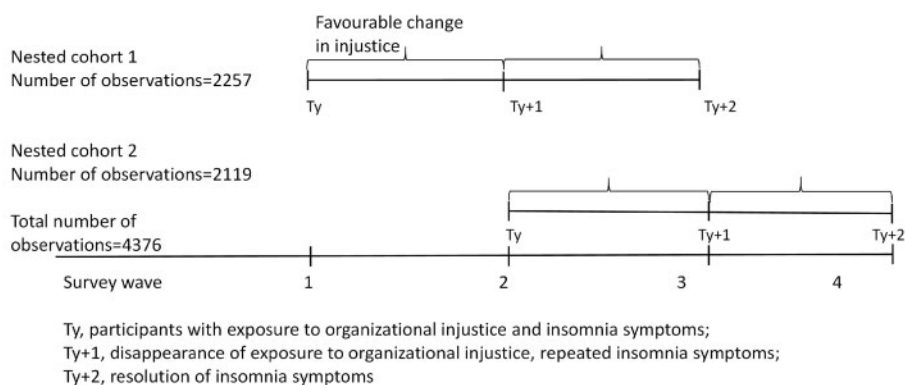 Favourable change
in injustice
Nested cohort 1
Number of observations=2257
Ty
Ty+1
Ty+2
Nested cohort 2
Number of observations=2119
Total number of
observations=4376
Ty
Ty+1
Ty+2
Survey wave
1
2
3
4
Ty, participants with exposure to organizational injustice and insomnia symptoms;
Ty+1, disappearance of exposure to organizational injustice, repeated insomnia symptoms;
Ty+2, resolution of insomnia symptoms